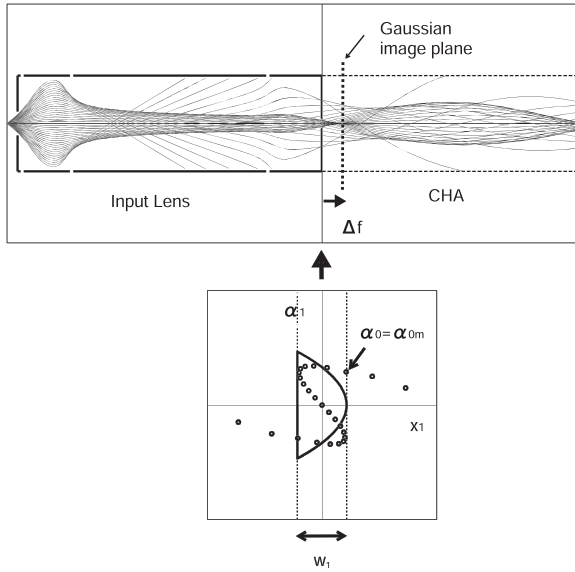 Gaussian
image plane
Input Lens
CHA
Δf
α1
α0=α0m
x1
w1